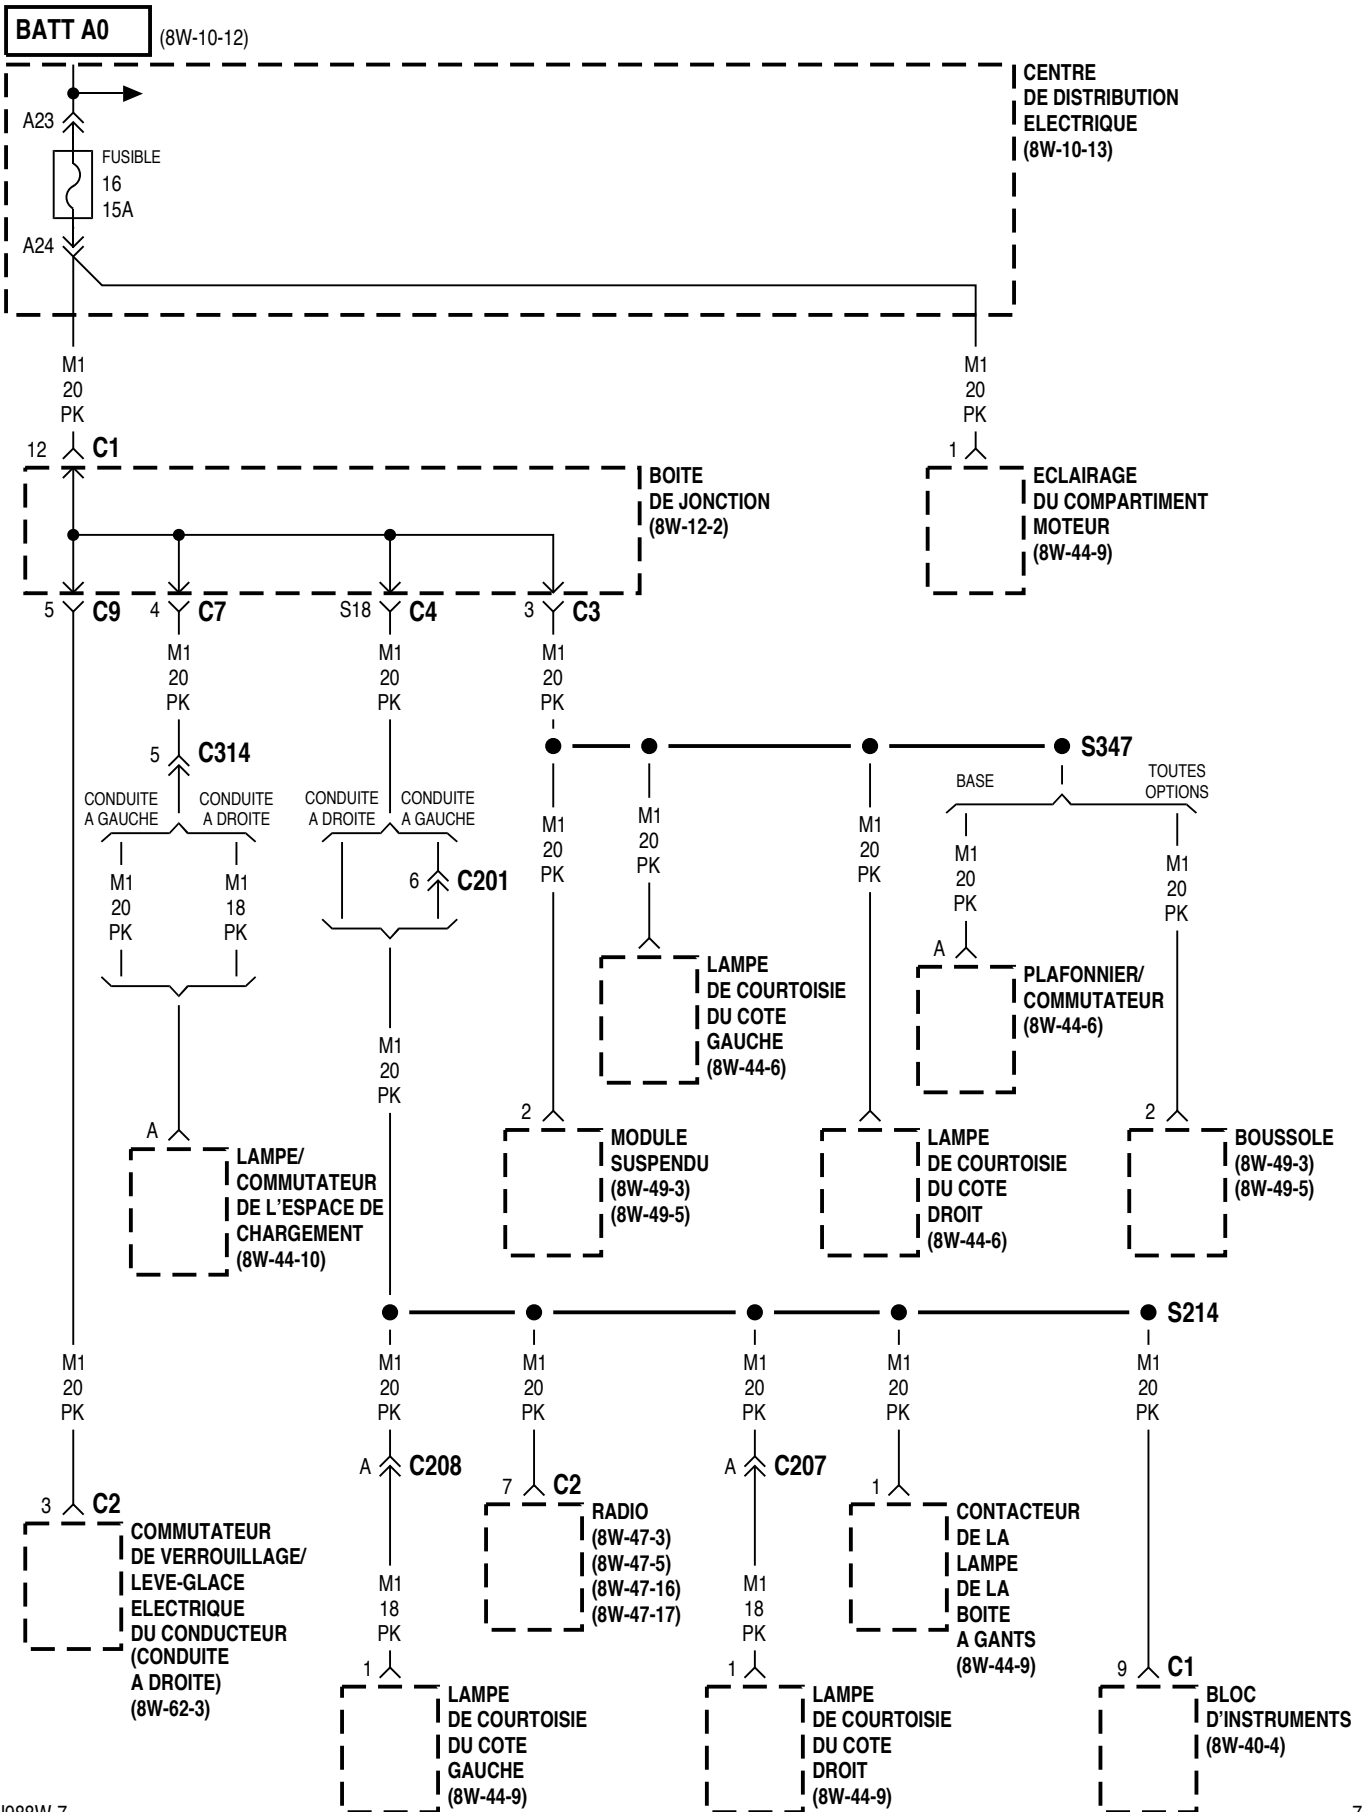 BATT A0
(8W-10-12)
CENTRE
DE DISTRIBUTION
ELECTRIQUE
(8W-10-13)
A23
FUSIBLE
16
15A
A24
M1
20
PK
M1
20
PK
12
C1
1
BOITE
DE JONCTION
(8W-12-2)
ECLAIRAGE
DU COMPARTIMENT
MOTEUR
(8W-44-9)
5
C9
4
C7
S18
C4
3
C3
M1
20
PK
M1
20
PK
M1
20
PK
5
C314
S347
CONDUITE
A GAUCHE
CONDUITE
A DROITE
CONDUITE
A DROITE
CONDUITE
A GAUCHE
BASE
TOUTES
OPTIONS
M1
20
PK
M1
18
PK
6
C201
M1
20
PK
M1
20
PK
M1
20
PK
M1
20
PK
M1
20
PK
A
LAMPE
DE COURTOISIE
DU COTE
GAUCHE
(8W-44-6)
PLAFONNIER/
COMMUTATEUR
(8W-44-6)
M1
20
PK
A
LAMPE/
COMMUTATEUR
DE L'ESPACE DE
CHARGEMENT
(8W-44-10)
2
MODULE
SUSPENDU
(8W-49-3)
(8W-49-5)
LAMPE
DE COURTOISIE
DU COTE
DROIT
(8W-44-6)
2
BOUSSOLE
(8W-49-3)
(8W-49-5)
S214
M1
20
PK
M1
20
PK
M1
20
PK
M1
20
PK
M1
20
PK
M1
20
PK
A
C208
A
C207
3
C2
COMMUTATEUR
DE VERROUILLAGE/
LEVE-GLACE
ELECTRIQUE
DU CONDUCTEUR
(CONDUITE
A DROITE)
(8W-62-3)
7
C2
RADIO
(8W-47-3)
(8W-47-5)
(8W-47-16)
(8W-47-17)
1
CONTACTEUR
DE LA
LAMPE
DE LA
BOITE
A GANTS
(8W-44-9)
M1
18
PK
M1
18
PK
1
LAMPE
DE COURTOISIE
DU COTE
GAUCHE
(8W-44-9)
1
LAMPE
DE COURTOISIE
DU COTE
DROIT
(8W-44-9)
9
C1
BLOC
D'INSTRUMENTS
(8W-40-4)